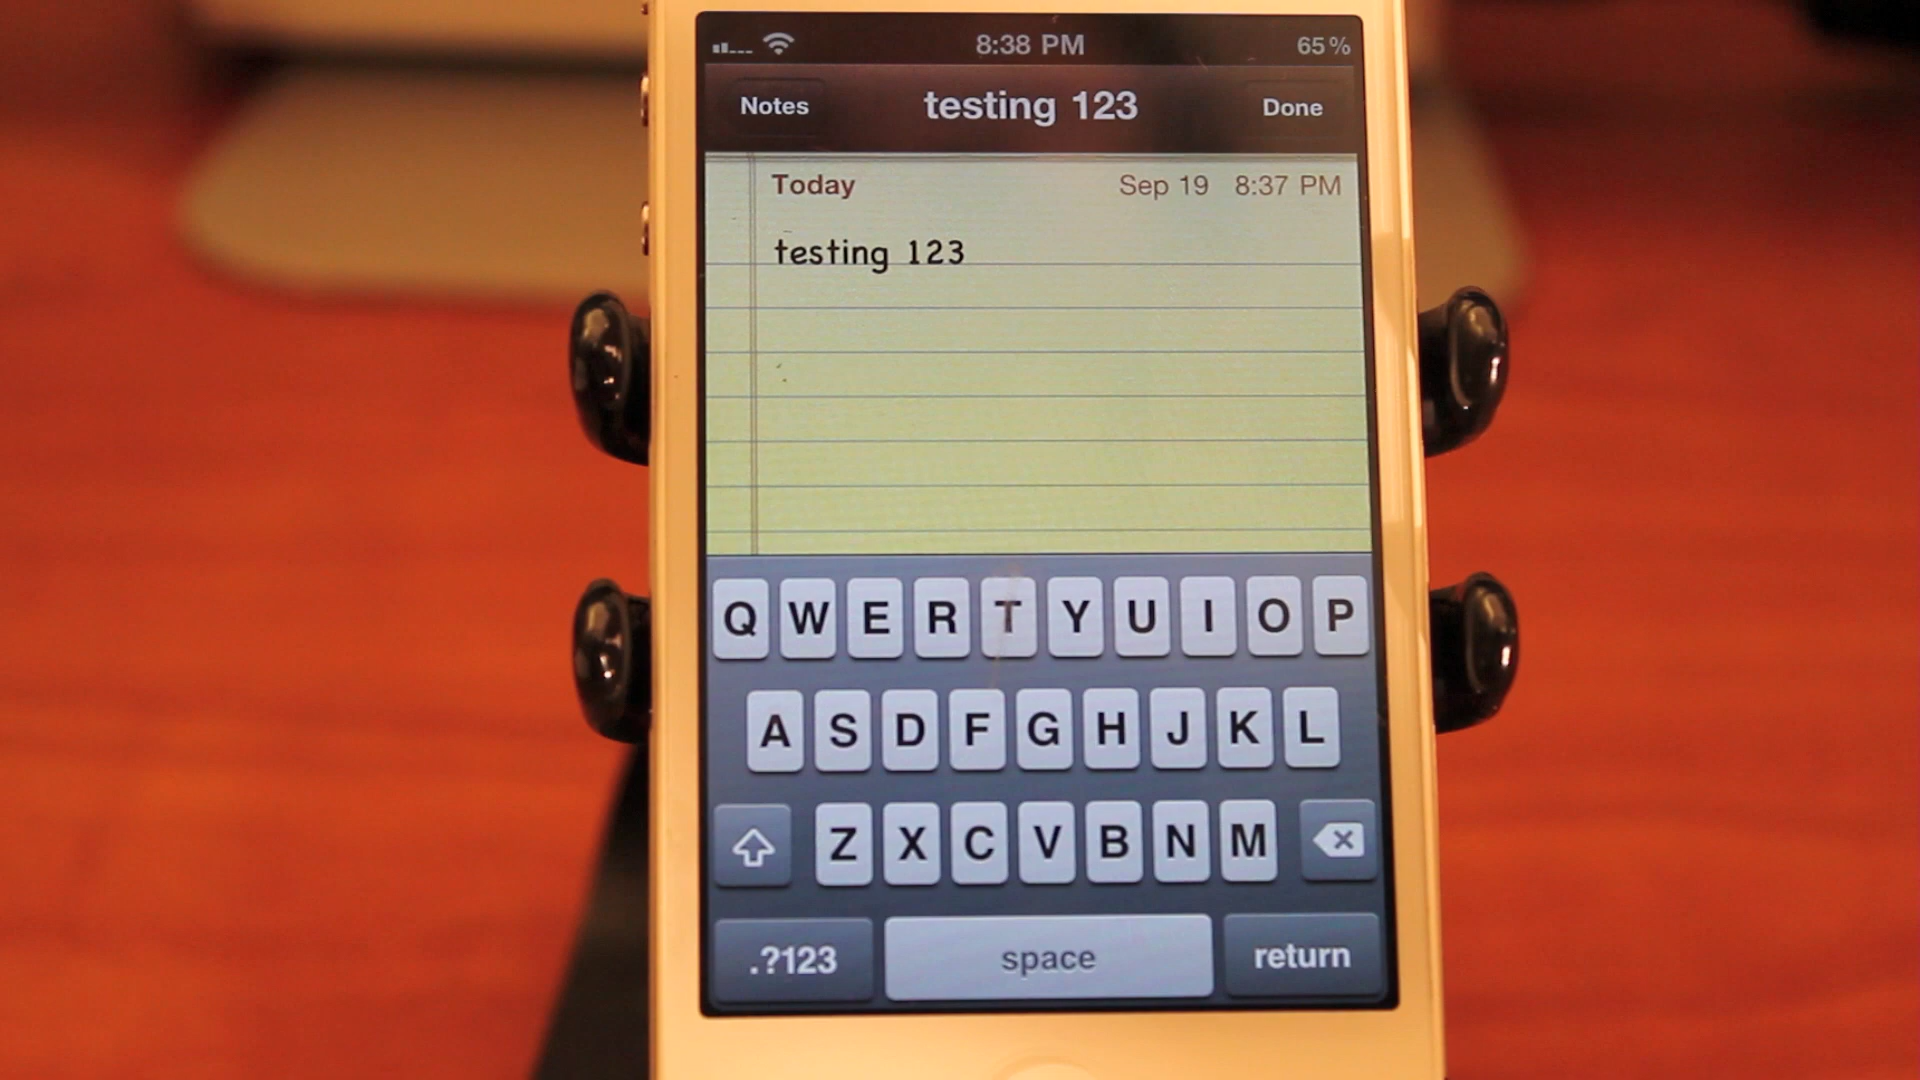 8:38 PM 65%
Notes testing 123 Done
Today Sep 19 8:37 PM
testing 123
Q W E R T Y U I O P
A S D F G H J K L
Z X C V B N M
.?123 space return